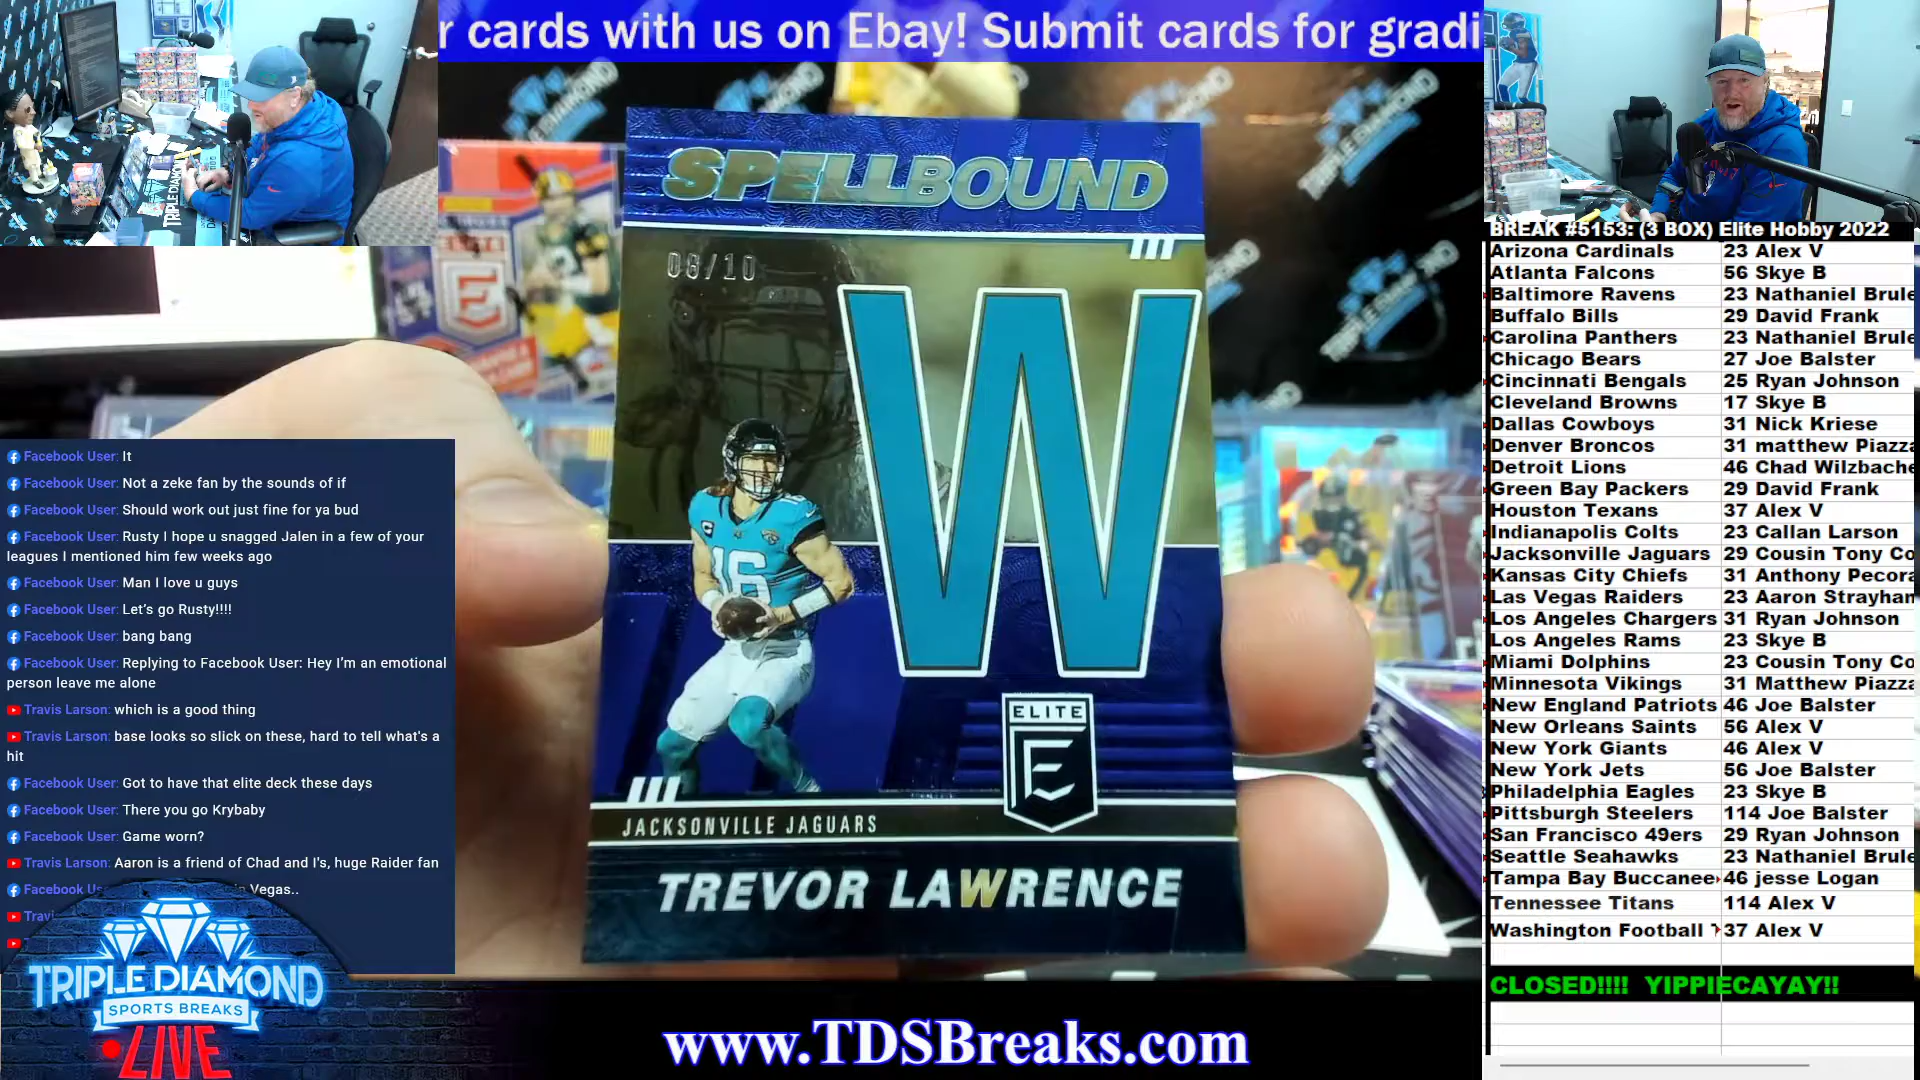 r cards with us on Ebay! Submit cards for gradi
SPELLBOUND
08/10
W
16
ELITE
E
JACKSONVILLE JAGUARS
TREVOR LAWRENCE
Facebook User: It
Facebook User: Not a zeke fan by the sounds of if
Facebook User: Should work out just fine for ya bud
Facebook User: Rusty I hope u snagged Jalen in a few of your
leagues I mentioned him few weeks ago
Facebook User: Man I love u guys
Facebook User: Let's go Rusty!!!!
Facebook User: bang bang
Facebook User: Replying to Facebook User: Hey I'm an emotional
person leave me alone
Travis Larson: which is a good thing
Travis Larson: base looks so slick on these, hard to tell what's a
hit
Facebook User: Got to have that elite deck these days
Facebook User: There you go Krybaby
Facebook User: Game worn?
Travis Larson: Aaron is a friend of Chad and I's, huge Raider fan
Facebook Us Vegas..
Travi
TRIPLE DIAMOND
SPORTS BREAKS
LIVE
www.TDSBreaks.com
BREAK #5153: (3 BOX) Elite Hobby 2022
Arizona Cardinals 23 Alex V
Atlanta Falcons 56 Skye B
Baltimore Ravens 23 Nathaniel Brule
Buffalo Bills 29 David Frank
Carolina Panthers 23 Nathaniel Brule
Chicago Bears 27 Joe Balster
Cincinnati Bengals 25 Ryan Johnson
Cleveland Browns 17 Skye B
Dallas Cowboys 31 Nick Kriese
Denver Broncos 31 matthew Piazza
Detroit Lions 46 Chad Wilzbache
Green Bay Packers 29 David Frank
Houston Texans 37 Alex V
Indianapolis Colts 23 Callan Larson
Jacksonville Jaguars 29 Cousin Tony Co
Kansas City Chiefs 31 Anthony Pecora
Las Vegas Raiders 23 Aaron Strayhan
Los Angeles Chargers 31 Ryan Johnson
Los Angeles Rams 23 Skye B
Miami Dolphins 23 Cousin Tony Co
Minnesota Vikings 31 Matthew Piazza
New England Patriots 46 Joe Balster
New Orleans Saints 56 Alex V
New York Giants 46 Alex V
New York Jets 56 Joe Balster
Philadelphia Eagles 23 Skye B
Pittsburgh Steelers 114 Joe Balster
San Francisco 49ers 29 Ryan Johnson
Seattle Seahawks 23 Nathaniel Brule
Tampa Bay Buccanee 46 jesse Logan
Tennessee Titans 114 Alex V
Washington Football 37 Alex V
CLOSED!!!! YIPPIECAYAY!!